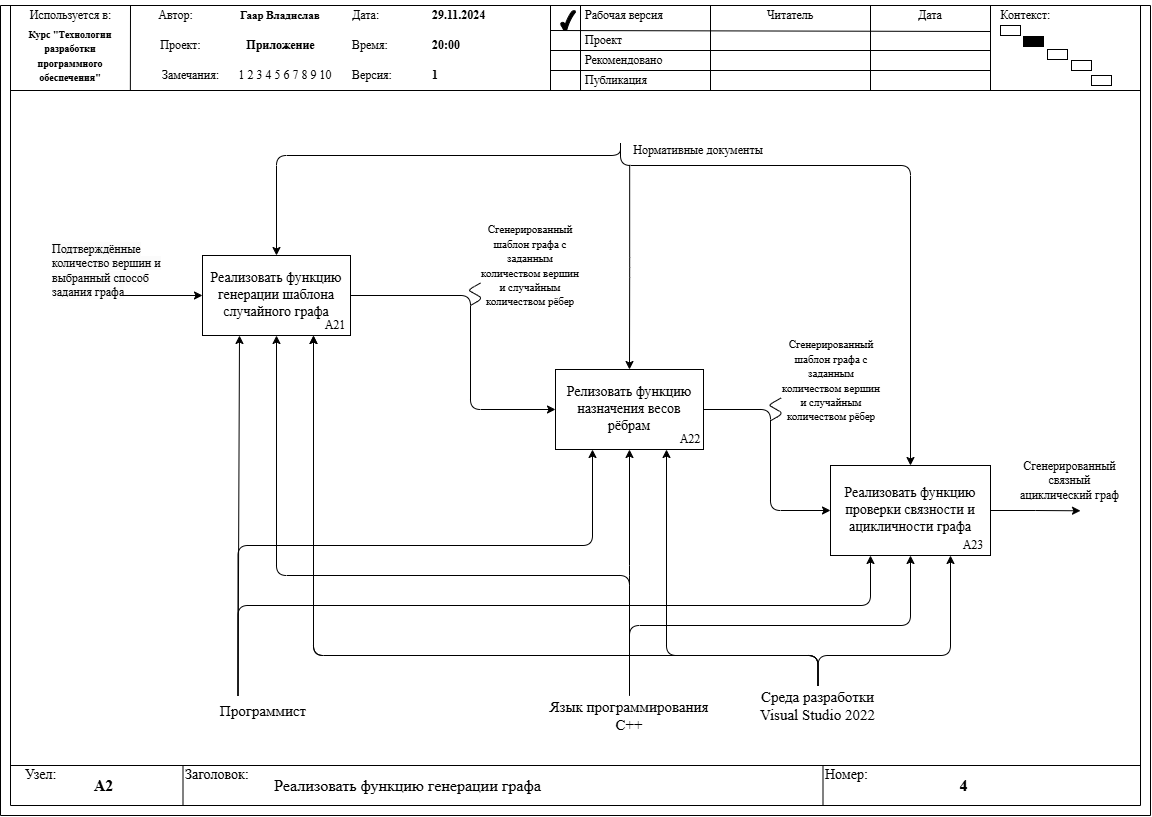 Используется в:
Курс "Технологии
разработки
программного
обеспечения"
Автор:
Гаар Владислав
Дата:
29.11.2024
Проект:
Приложение
Время:
20:00
Замечания:
1 2 3 4 5 6 7 8 9 10
Версия:
1
Рабочая версия
Читатель
Дата
Проект
Рекомендовано
Публикация
Контекст:
Нормативные документы
Подтверждённые
количество вершин и
выбранный способ
задания графа
Реализовать функцию
генерации шаблона
случайного графа
A21
Сгенерированный
шаблон графа с
заданным
количеством вершин
и случайным
количеством рёбер
Релизовать функцию
назначения весов
рёбрам
A22
Сгенерированный
шаблон графа с
заданным
количеством вершин
и случайным
количеством рёбер
Реализовать функцию
проверки связности и
ацикличности графа
A23
Сгенерированный
связный
ациклический граф
Программист
Язык программирования
C++
Среда разработки
Visual Studio 2022
Узел:
A2
Заголовок:
Реализовать функцию генерации графа
Номер:
4